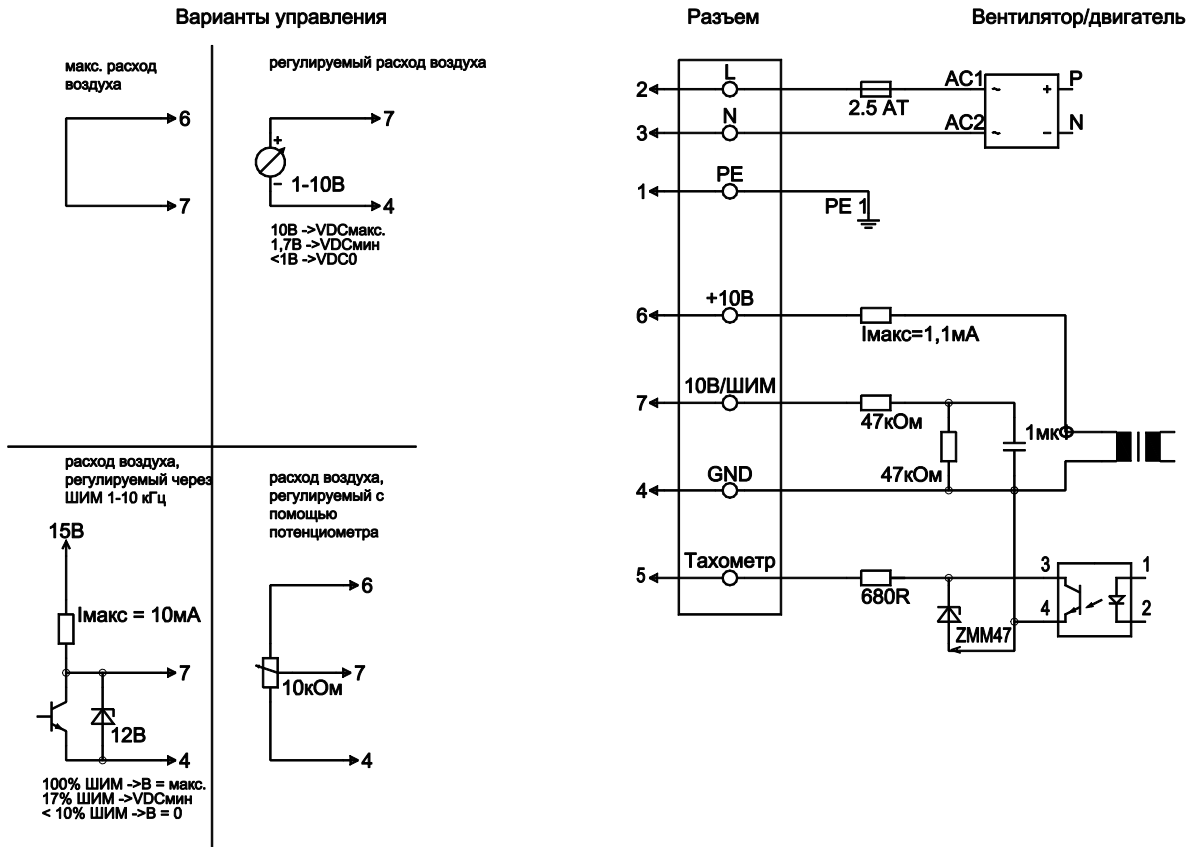 Варианты управления
макс. расход
воздуха
6
7
регулируемый расход воздуха
7
+
–
1-10В
4
10В ->VDCмакс.
1,7В ->VDCмин
<1В ->VDC0
расход воздуха,
регулируемый через
ШИМ 1-10 кГц
15В
Iмакс = 10мА
7
12В
4
100% ШИМ ->В = макс.
17% ШИМ ->VDCмин
< 10% ШИМ ->В = 0
расход воздуха,
регулируемый с
помощью
потенциометра
6
7
10кОм
4
Разъем
Вентилятор/двигатель
2
L
2.5 AT
AC1
~
+
P
3
N
AC2
~
–
N
1
PE
PE 1
6
+10В
Iмакс=1,1мА
7
10В/ШИМ
47кОм
1мк
47кОм
4
GND
5
Тахометр
680R
3
1
4
2
ZMM47